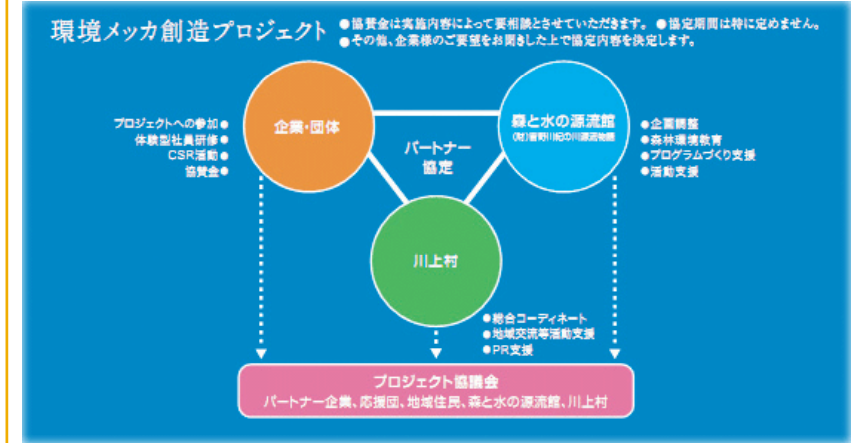 環境メッカ創造プロジェクト
●協賛金は実施内容によって要相談とさせていただきます。 ●協定期間は特に定めません。
●その他、企業様のご要望をお聞きした上で協定内容を決定します。
プロジェクトへの参加●
体験型社員研修●
CSR活動●
協賛金●
企業・団体
パートナー
協定
森と水の源流館
(財)吉野川紀の川源流物語
●企画調整
●森林環境教育
●プログラムづくり支援
●活動支援
川上村
●総合コーディネート
●地域交流等活動支援
●PR支援
プロジェクト協議会
パートナー企業、応援団、地域住民、森と水の源流館、川上村